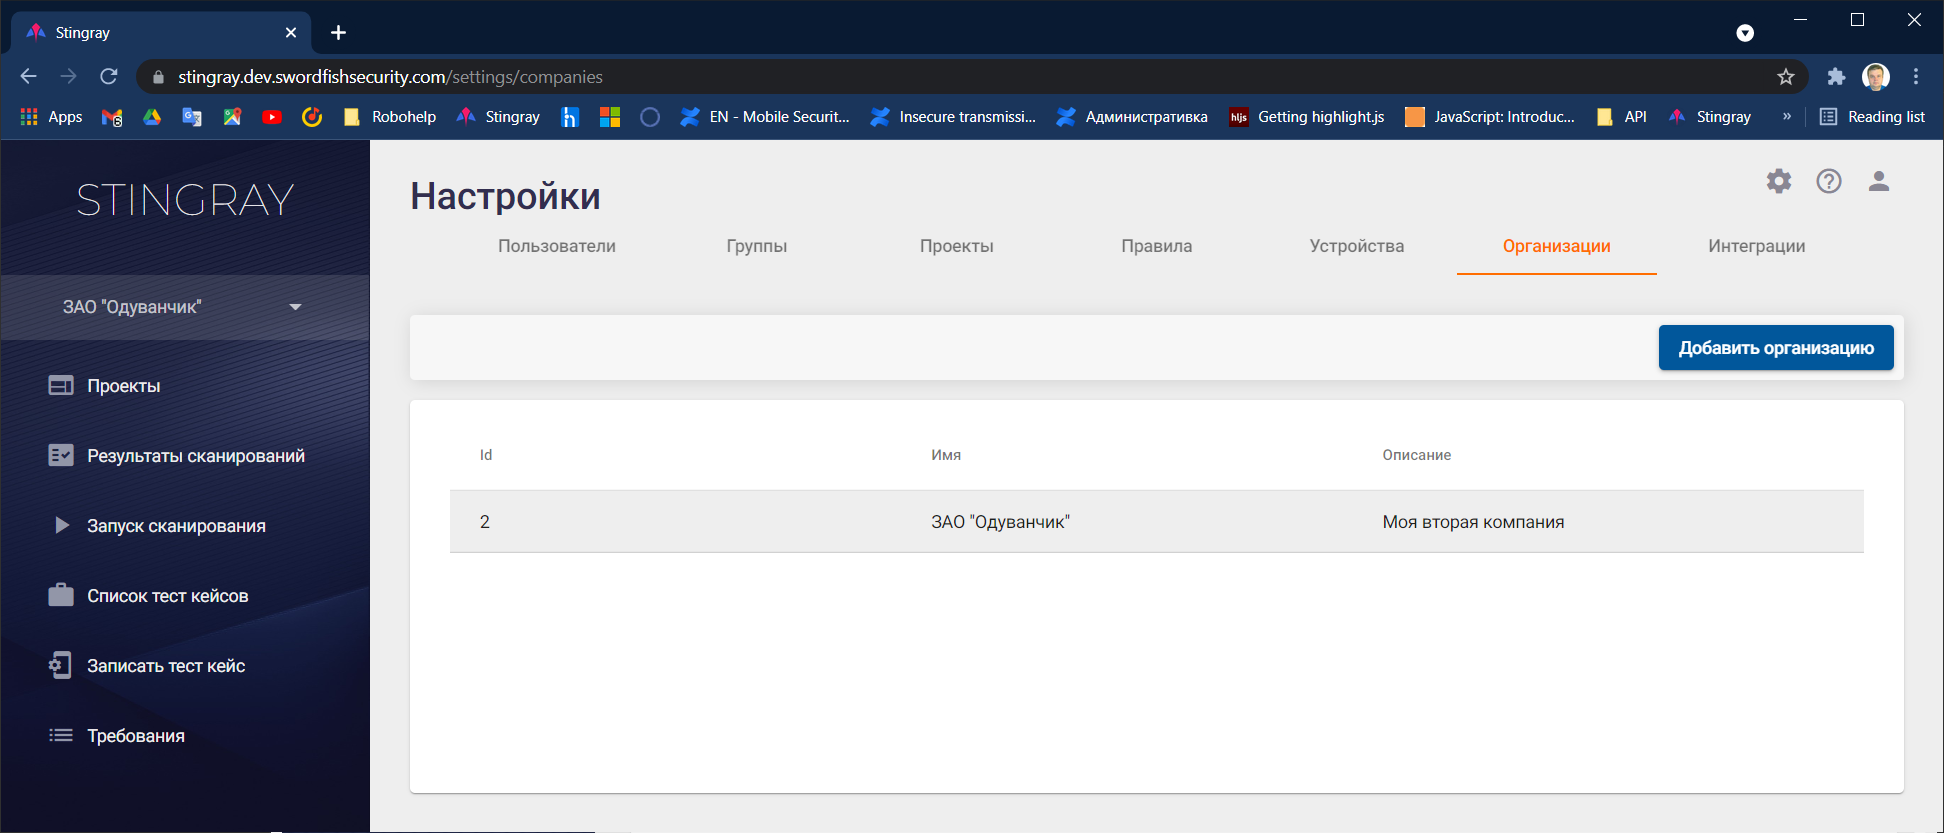 Stingray
stingray.dev.swordfishsecurity.com/settings/companies
Apps Readohelp Stingray EN - Mobile Securit... Insecure transmissi... Административка hljs Getting highlight.js JavaScript: Introduc... API Stingray » Reading list
STINGRAY
ЗАО "Одуванчик"
Проекты
Результаты сканирований
Запуск сканирования
Список тест кейсов
Записать тест кейс
Требования
Настройки
Пользователи Группы Проекты Правила Устройства Организации Интеграции
Добавить организацию
Id Имя Описание
2 ЗАО "Одуванчик" Моя вторая компания